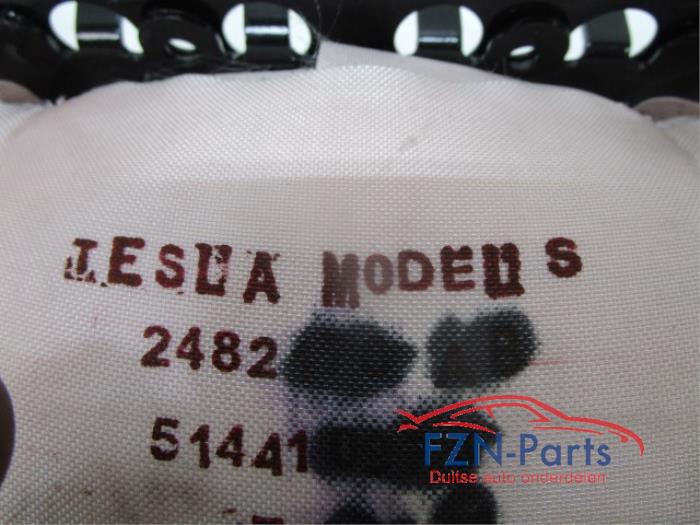 TESLA MODEL S
2482
51441
FZN-Parts
Duitse auto onderdelen